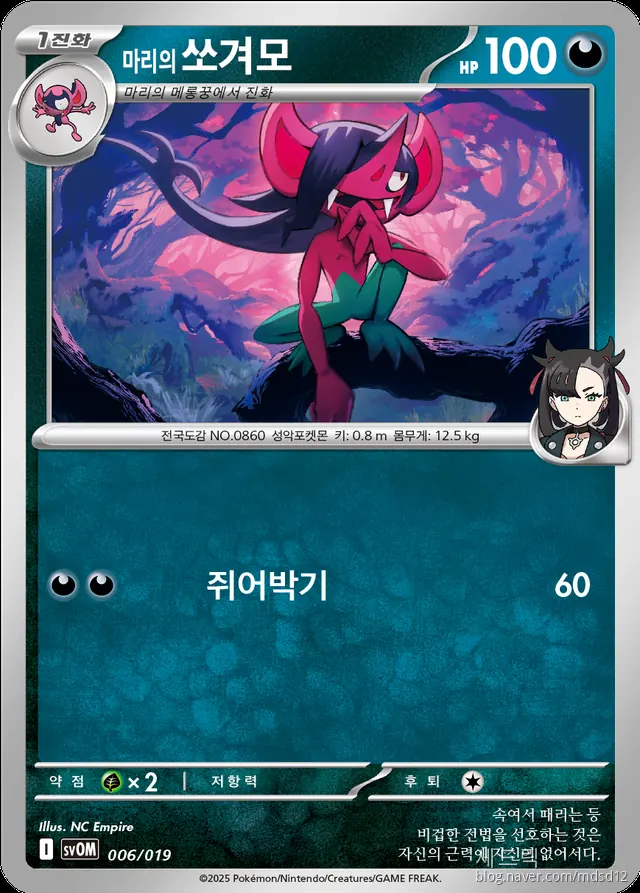 1진화
마리의 쏘겨모
HP 100
마리의 메롱꿍에서 진화
전국도감 NO.0860 성악포켓몬 키: 0.8 m 몸무게: 12.5 kg
쥐어박기 60
약점 ×2 저항력 후퇴
속여서 때리는 등
비겁한 전법을 선호하는 것은
자신의 근력에 자신이 없어서다.
Illus. NC Empire
I svOM 006/019
©2025 Pokémon/Nintendo/Creatures/GAME FREAK.
blog.naver.com/mdsd12